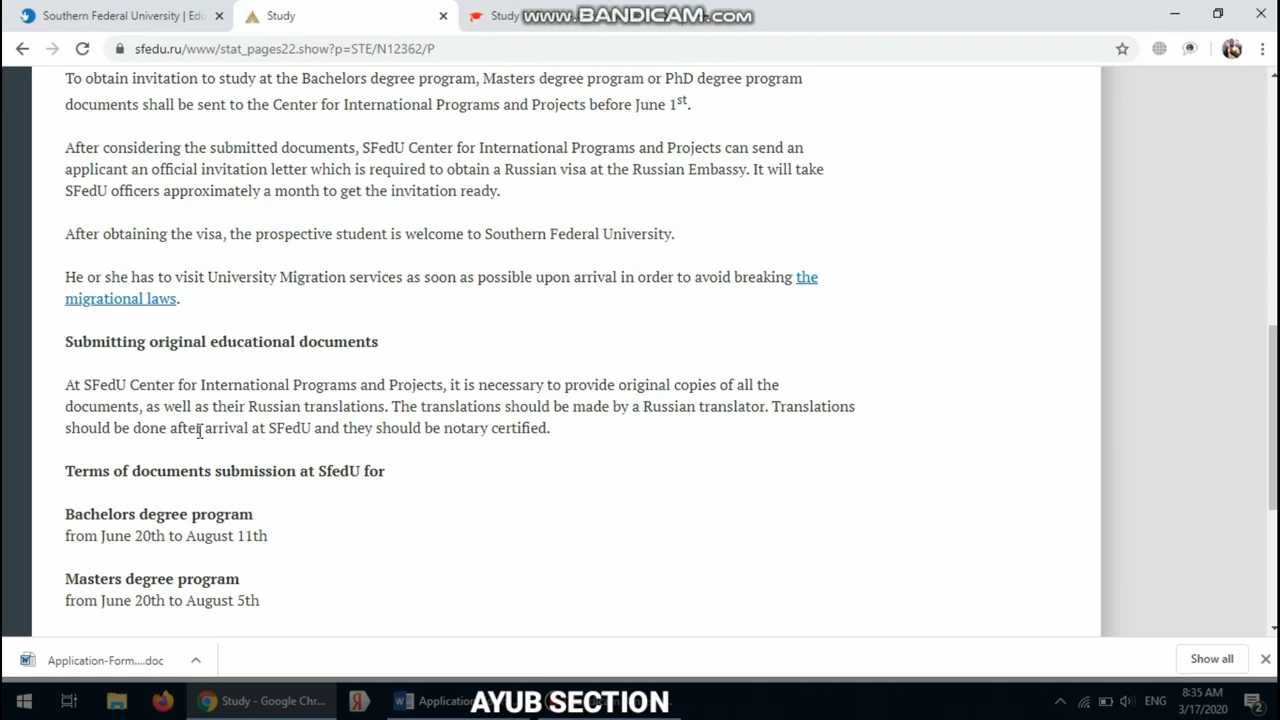 Southern Federal University | Edu
Study
Study
WWW.BANDICAM.COM
sfedu.ru/www/stat_pages22.show?p=STE/N12362/P
To obtain invitation to study at the Bachelors degree program, Masters degree program or PhD degree program
documents shall be sent to the Center for International Programs and Projects before June 1st.
After considering the submitted documents, SFedU Center for International Programs and Projects can send an
applicant an official invitation letter which is required to obtain a Russian visa at the Russian Embassy. It will take
SFedU officers approximately a month to get the invitation ready.
After obtaining the visa, the prospective student is welcome to Southern Federal University.
He or she has to visit University Migration services as soon as possible upon arrival in order to avoid breaking the
migrational laws.
Submitting original educational documents
At SFedU Center for International Programs and Projects, it is necessary to provide original copies of all the
documents, as well as their Russian translations. The translations should be made by a Russian translator. Translations
should be done after arrival at SFedU and they should be notary certified.
Terms of documents submission at SfedU for
Bachelors degree program
from June 20th to August 11th
Masters degree program
from June 20th to August 5th
Application-Form....doc
Show all
Study - Google Chr...
Application
AYUB SECTION
ENG
8:35 AM
3/17/2020
2